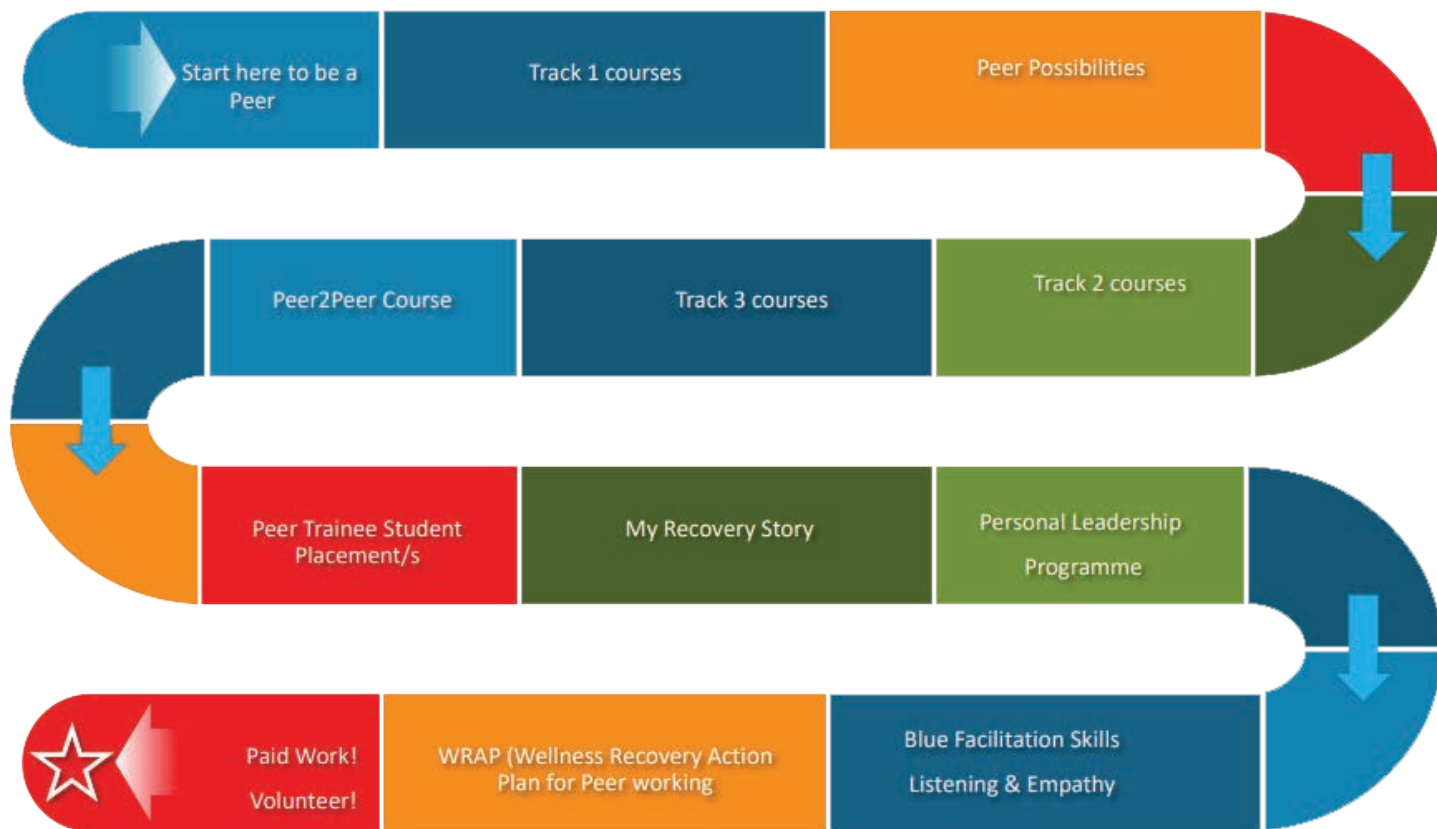 Start here to be a
Peer
Track 1 courses
Peer Possibilities
Track 2 courses
Track 3 courses
Peer2Peer Course
Peer Trainee Student
Placement/s
My Recovery Story
Personal Leadership
Programme
Blue Facilitation Skills
Listening & Empathy
WRAP (Wellness Recovery Action
Plan for Peer working
Paid Work!
Volunteer!